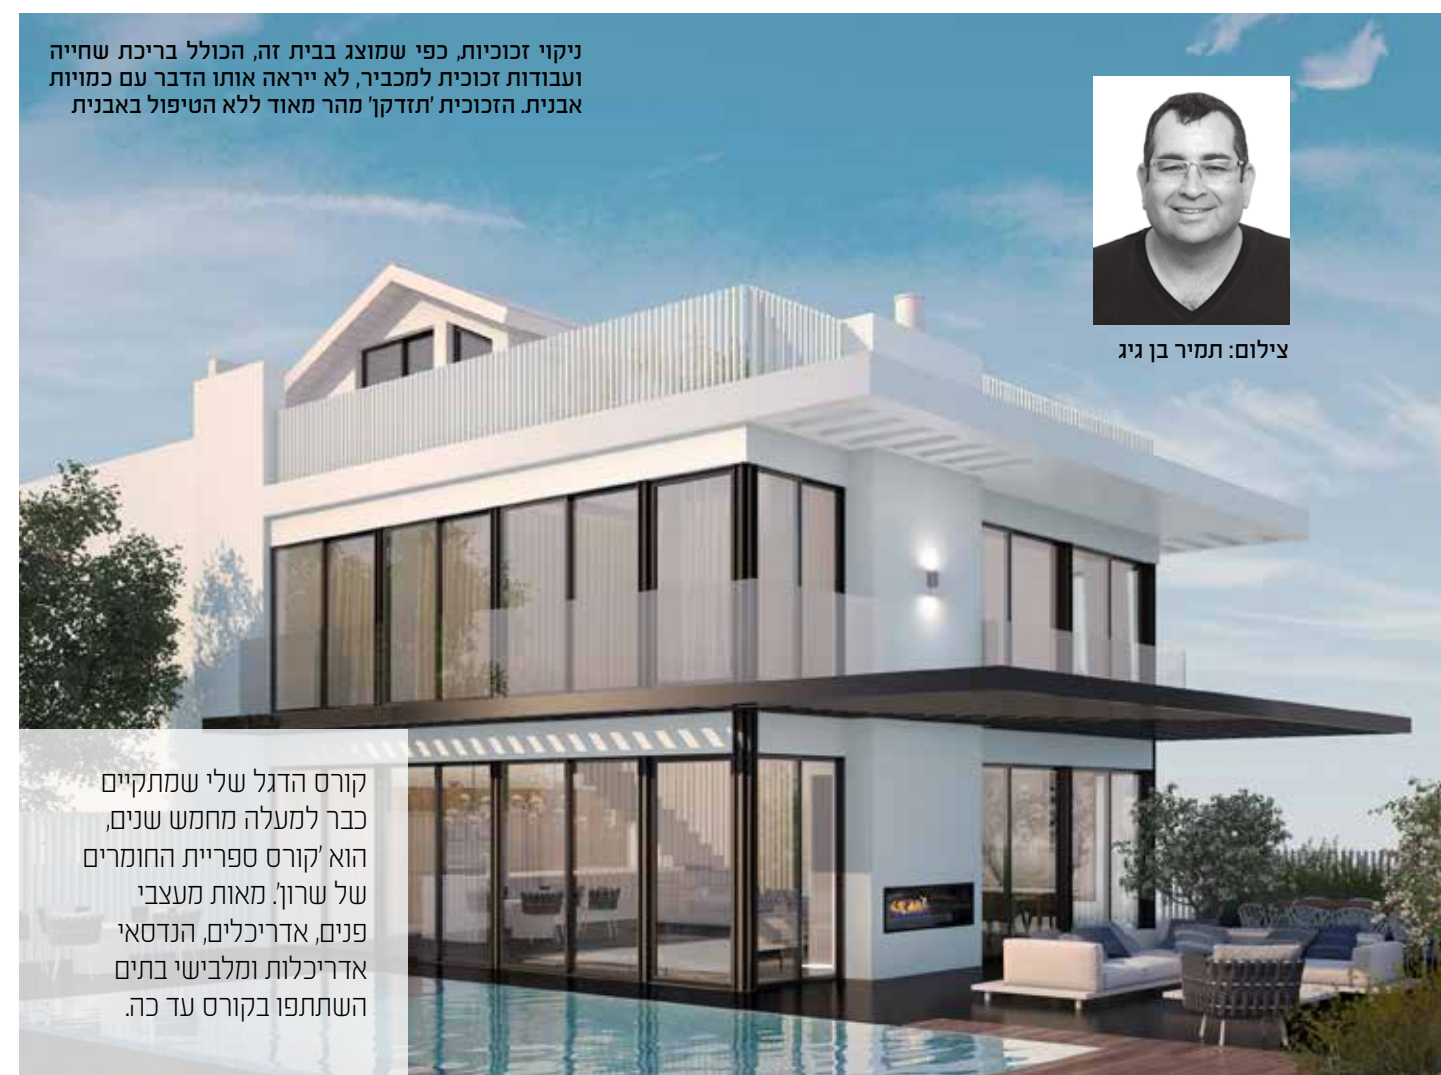 ניקוי זכוכיות, כפי שמוצג בבית זה, הכולל בריכת שחייה
ועבודות זכוכית למכביר, לא ייראה אותו הדבר עם כמויות
אבנית. הזכוכית 'תזדקן' מהר מאוד ללא הטיפול באבנית
צילום: תמיר בן גיג
קורס הדגל שלי שמתקיים
כבר למעלה מחמש שנים,
הוא 'קורס ספריית החומרים
של שרון'. מאות מעצבי
פנים, אדריכלים, הנדסאי
אדריכלות ומלבישי בתים
השתתפו בקורס עד כה.